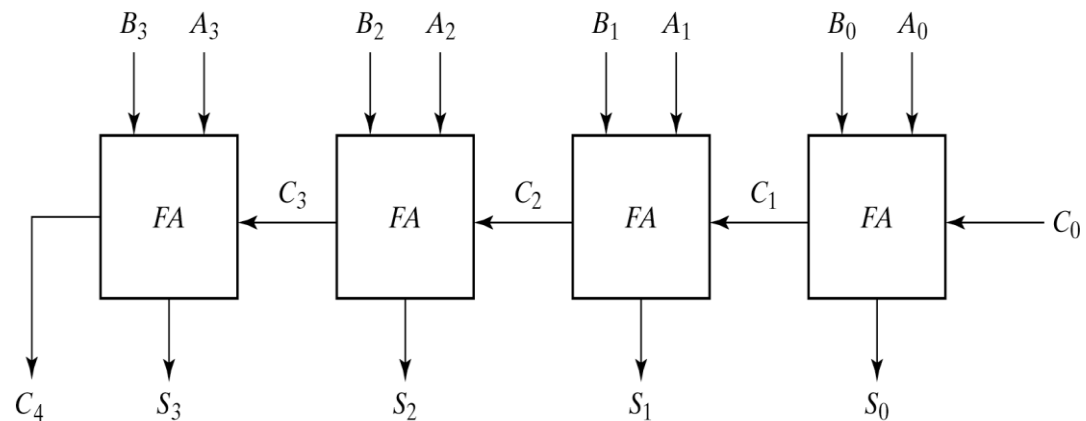 B₃ A₃ B₂ A₂ B₁ A₁ B₀ A₀
FA C₃ FA C₂ FA C₁ FA C₀
C₄ S₃ S₂ S₁ S₀